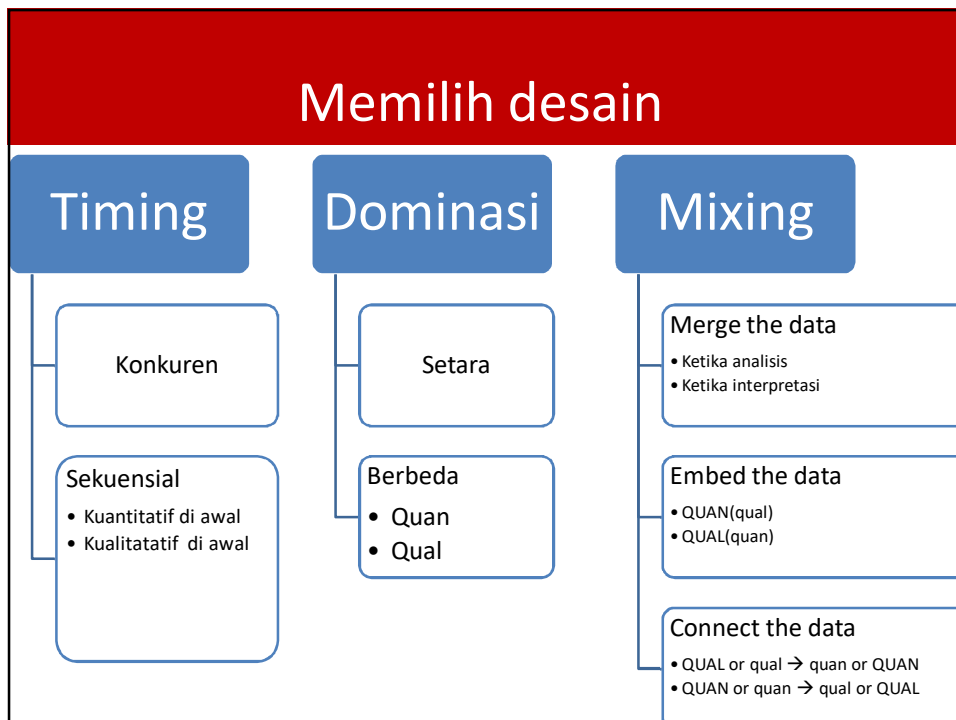 Memilih desain
Timing
Konkuren
Sekuensial
• Kuantitatif di awal
• Kualitatatif di awal
Dominasi
Setara
Berbeda
• Quan
• Qual
Mixing
Merge the data
• Ketika analisis
• Ketika interpretasi
Embed the data
• QUAN(qual)
• QUAL(quan)
Connect the data
• QUAL or qual → quan or QUAN
• QUAN or quan → qual or QUAL